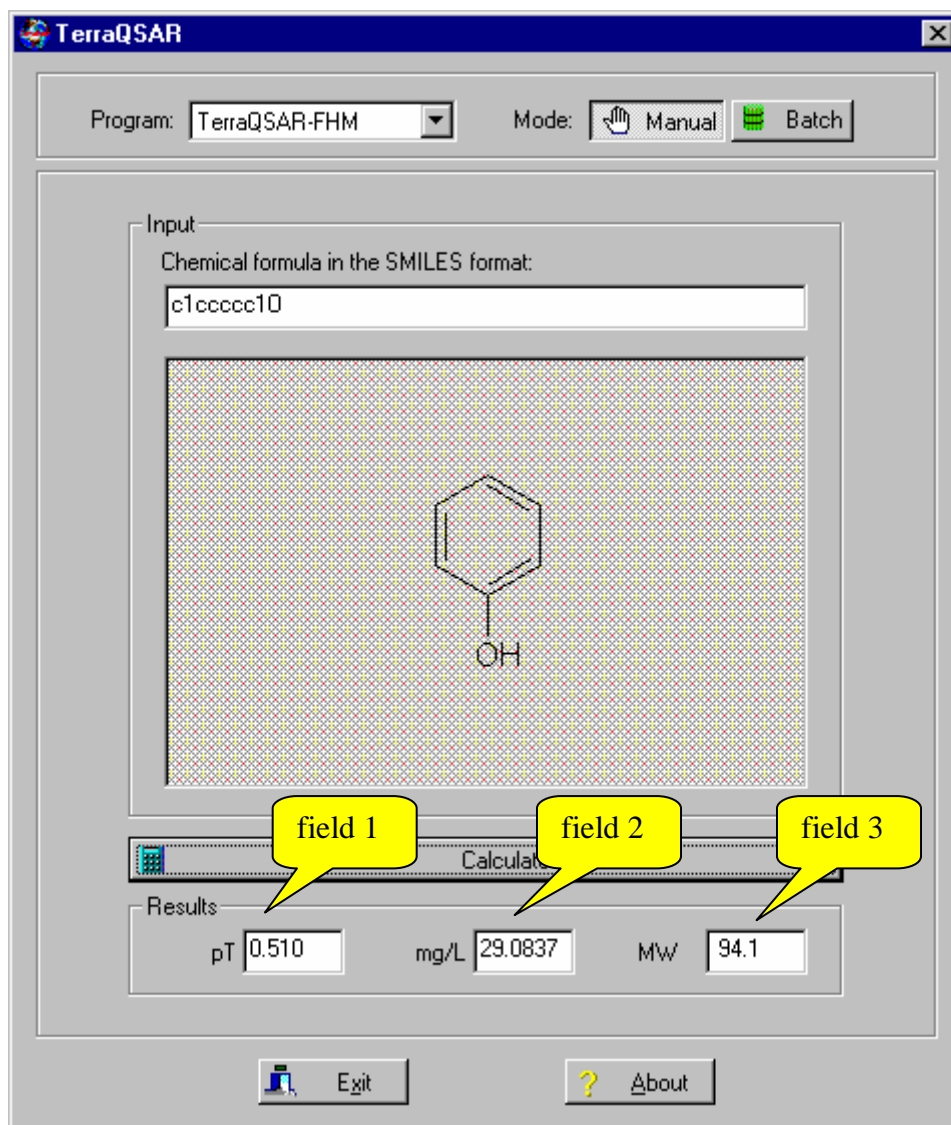 TerraQSAR
Program: TerraQSAR-FHM Mode: Manual Batch
Input
Chemical formula in the SMILES format:
c1ccccc1O
OH
field 1 field 2 field 3
Calculate
Results
pT 0.510 mg/L 29.0837 MW 94.1
Exit About